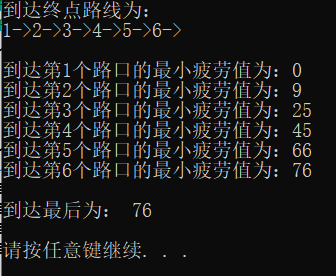 到达终点路线为：
1->2->3->4->5->6->
到达第1个路口的最小疲劳值为：0
到达第2个路口的最小疲劳值为：9
到达第3个路口的最小疲劳值为：25
到达第4个路口的最小疲劳值为：45
到达第5个路口的最小疲劳值为：66
到达第6个路口的最小疲劳值为：76
到达最后为： 76
请按任意键继续. . .